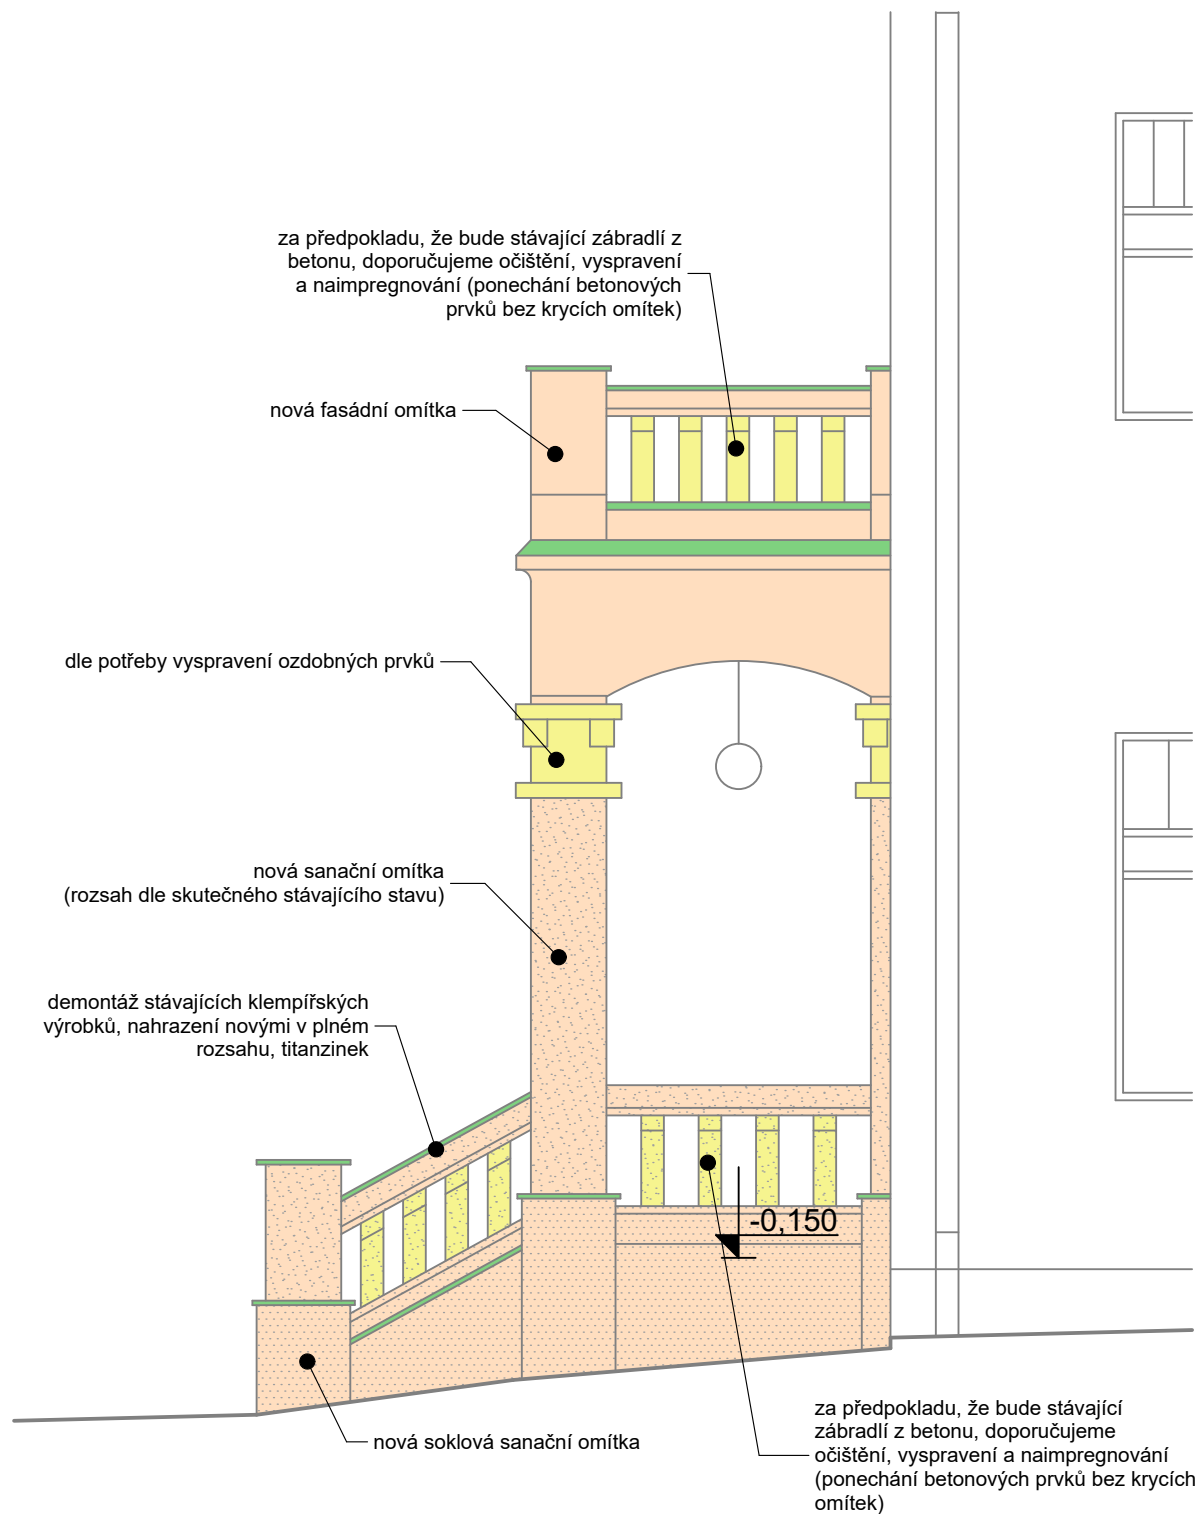 za předpokladu, že bude stávající zábradlí z
betonu, doporučujeme očištění, vyspravení
a naimpregnování (ponechání betonových
prvků bez krycích omítek)
nová fasádní omítka
dle potřeby vyspravení ozdobných prvků
nová sanační omítka
(rozsah dle skutečného stávajícího stavu)
demontáž stávajících klempířských
výrobků, nahrazení novými v plném
rozsahu, titanzinek
-0,150
nová soklová sanační omítka
za předpokladu, že bude stávající
zábradlí z betonu, doporučujeme
očištění, vyspravení a naimpregnování
(ponechání betonových prvků bez krycích
omítek)